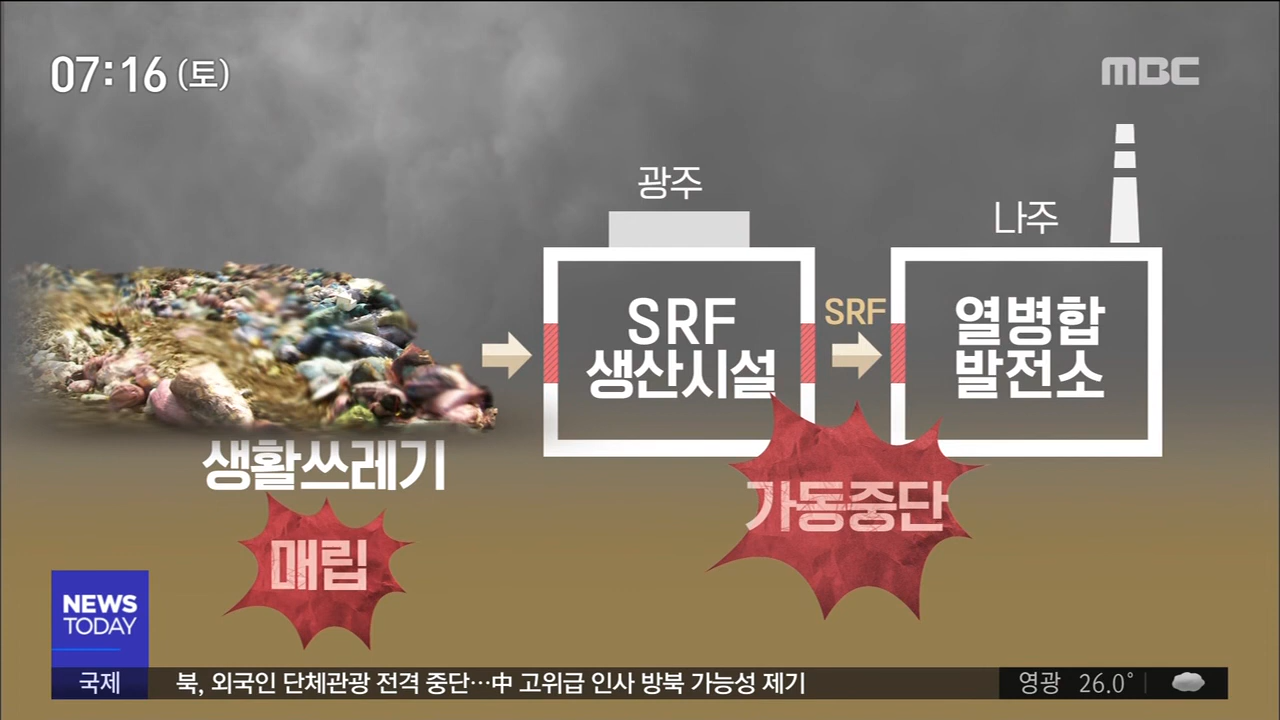 07:16 (토)
MBC
광주
나주
SRF
생산시설
SRF
열병합
발전소
생활쓰레기
가동중단
매립
NEWS
TODAY
국제
북, 외국인 단체관광 전격 중단…中 고위급 인사 방북 가능성 제기
영광 26.0°